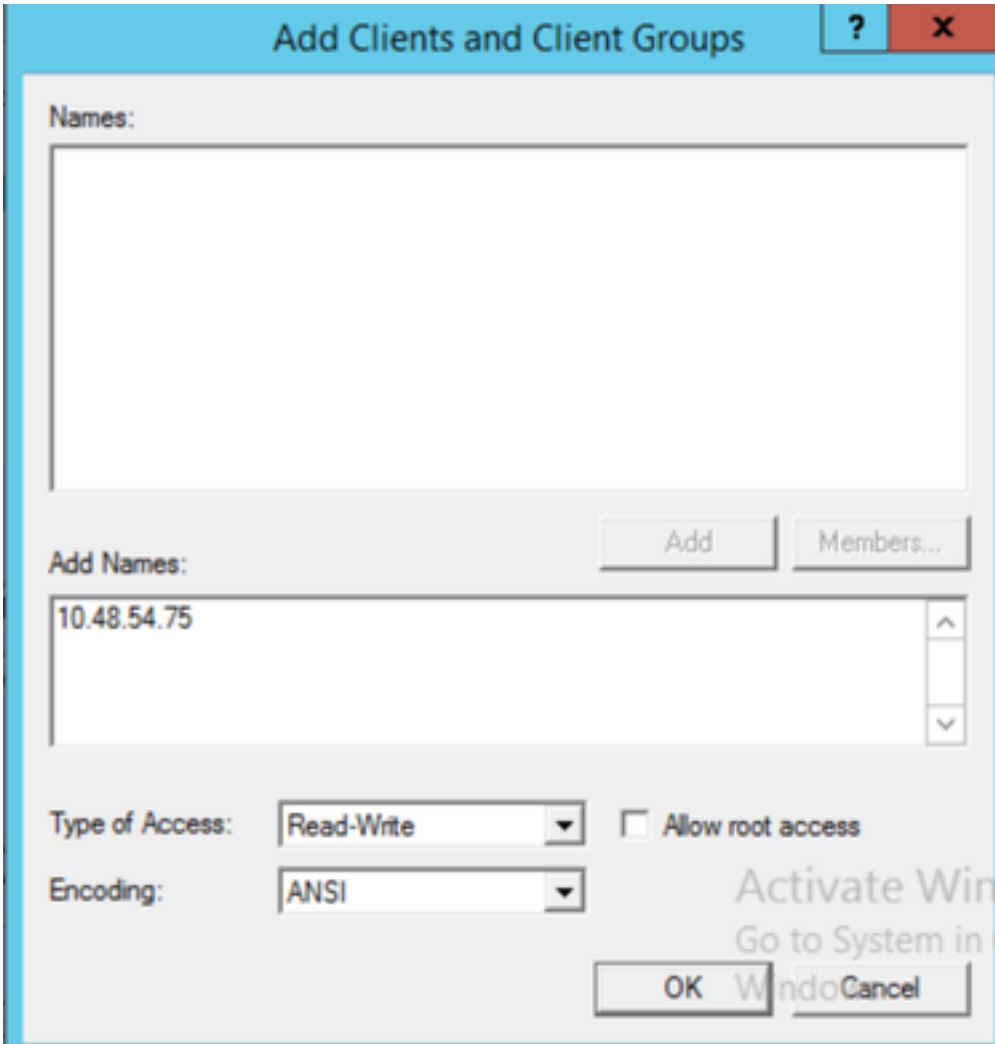 Add Clients and Client Groups
? x
Names:
Add Members...
Add Names:
10.48.54.75
Type of Access: Read-Write Allow root access
Encoding: ANSI
Activate Win
Go to System in
OK Cancel